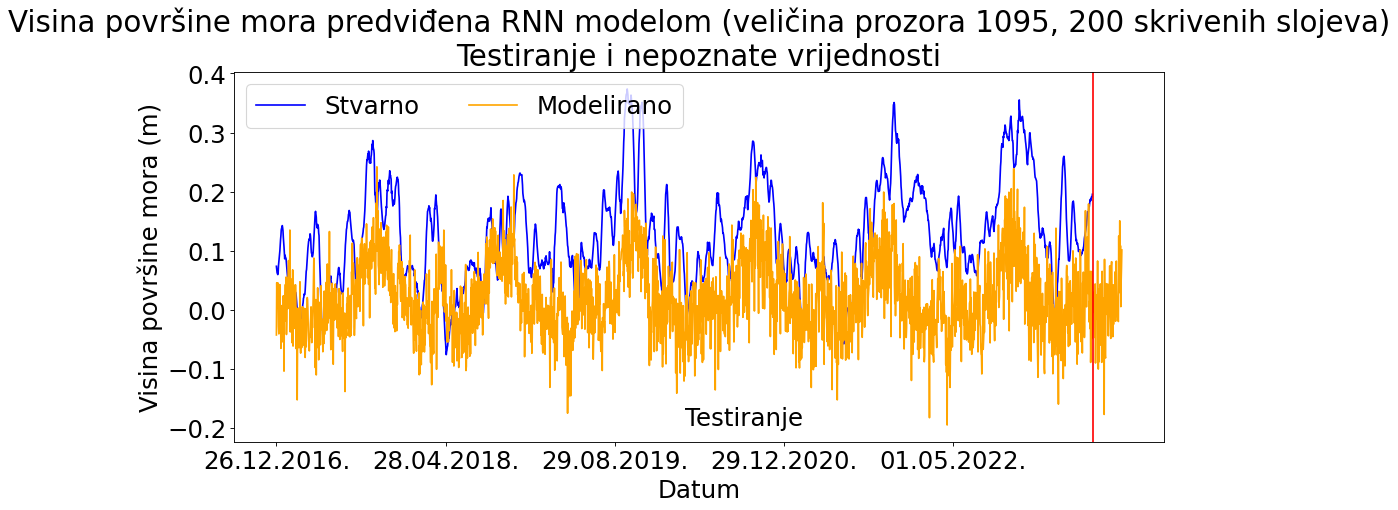 Visina površine mora predviđena RNN modelom (veličina prozora 1095, 200 skrivenih slojeva)
Testiranje i nepoznate vrijednosti
Stvarno
Modelirano
Visina površine mora (m)
0.4
0.3
0.2
0.1
0.0
−0.1
−0.2
Testiranje
26.12.2016.
28.04.2018.
29.08.2019.
29.12.2020.
01.05.2022.
Datum